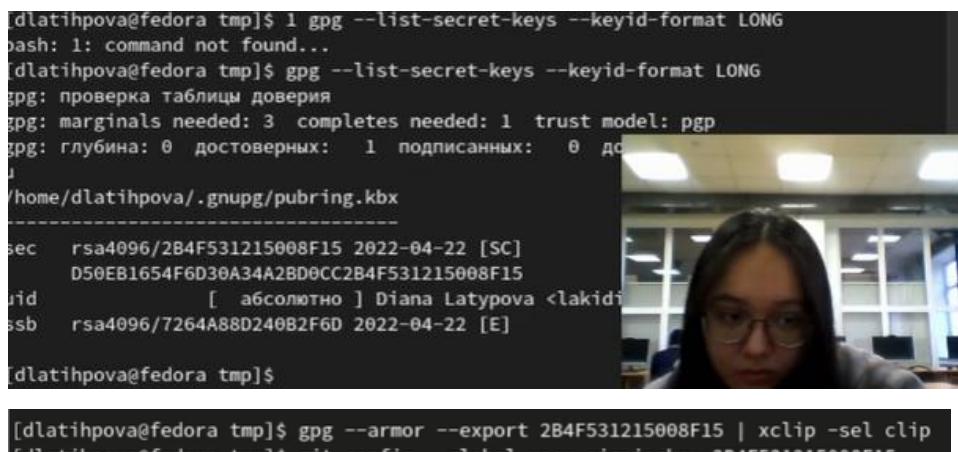 [dlatihpova@fedora tmp]$ 1 gpg --list-secret-keys --keyid-format LONG
bash: 1: command not found...
[dlatihpova@fedora tmp]$ gpg --list-secret-keys --keyid-format LONG
gpg: проверка таблицы доверия
gpg: marginals needed: 3 completes needed: 1 trust model: pgp
gpg: глубина: 0 достоверных: 1 подписанных: 0
u
/home/dlatihpova/.gnupg/pubring.kbx
-----------------------------------
sec rsa4096/2B4F531215008F15 2022-04-22 [SC]
D50EB1654F6D30A34A2BD0CC2B4F531215008F15
uid [ абсолютно ] Diana Latypova <lakidi
ssb rsa4096/7264A88D240B2F6D 2022-04-22 [E]
[dlatihpova@fedora tmp]$
[dlatihpova@fedora tmp]$ gpg --armor --export 2B4F531215008F15 | xclip -sel clip